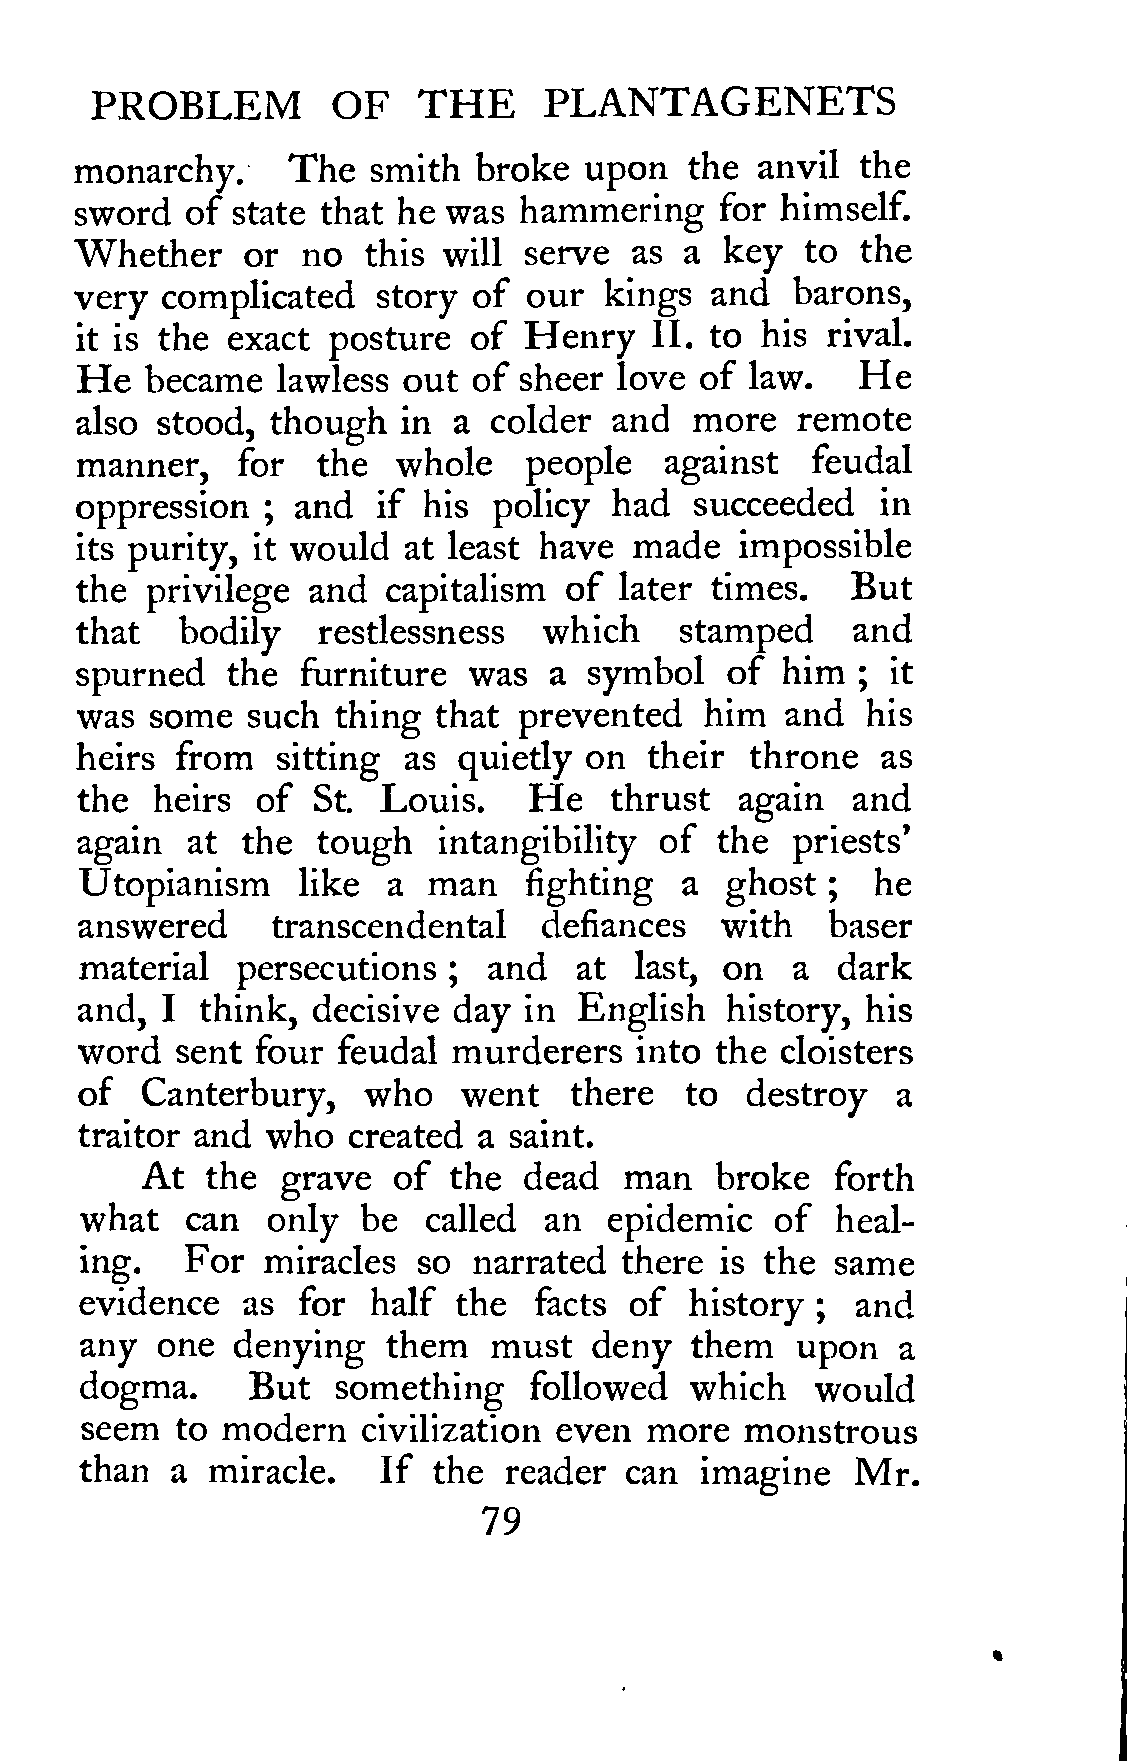 PROBLEM OF THE PLANTAGENETS
monarchy. The smith broke upon the anvil the
sword of state that he was hammering for himself.
Whether or no this will serve as a key to the
very complicated story of our kings and barons,
it is the exact posture of Henry II. to his rival.
He became lawless out of sheer love of law. He
also stood, though in a colder and more remote
manner, for the whole people against feudal
oppression ; and if his policy had succeeded in
its purity, it would at least have made impossible
the privilege and capitalism of later times. But
that bodily restlessness which stamped and
spurned the furniture was a symbol of him ; it
was some such thing that prevented him and his
heirs from sitting as quietly on their throne as
the heirs of St. Louis. He thrust again and
again at the tough intangibility of the priests'
Utopianism like a man fighting a ghost ; he
answered transcendental defiances with baser
material persecutions ; and at last, on a dark
and, I think, decisive day in English history, his
word sent four feudal murderers into the cloisters
of Canterbury, who went there to destroy a
traitor and who created a saint.
At the grave of the dead man broke forth
what can only be called an epidemic of heal-
ing. For miracles so narrated there is the same
evidence as for half the facts of history ; and
any one denying them must deny them upon a
dogma. But something followed which would
seem to modern civilization even more monstrous
than a miracle. If the reader can imagine Mr.
79